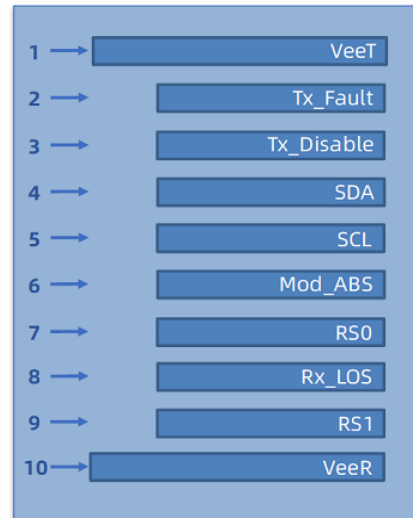 1 VeeT
2 Tx_Fault
3 Tx_Disable
4 SDA
5 SCL
6 Mod_ABS
7 RS0
8 Rx_LOS
9 RS1
10 VeeR